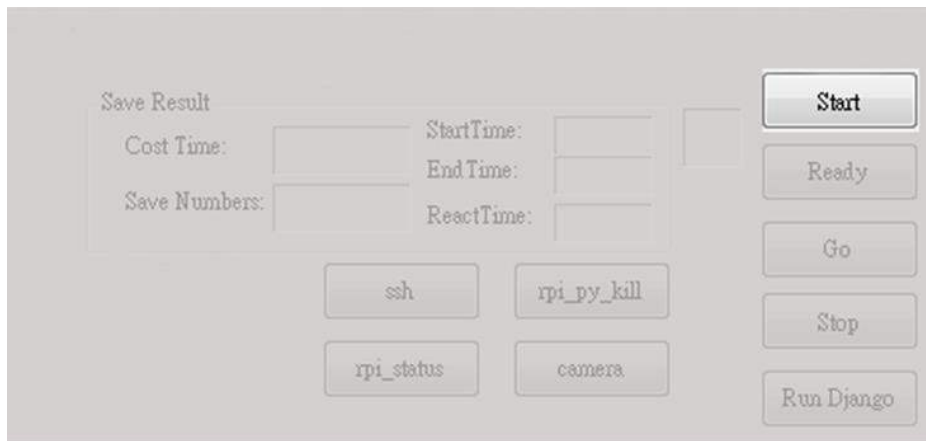 Save Result
Cost Time:
Save Numbers:
StartTime:
EndTime:
ReactTime:
Start
Ready
Go
Stop
Run Django
ssh
rpi_py_kill
rpi_status
camera